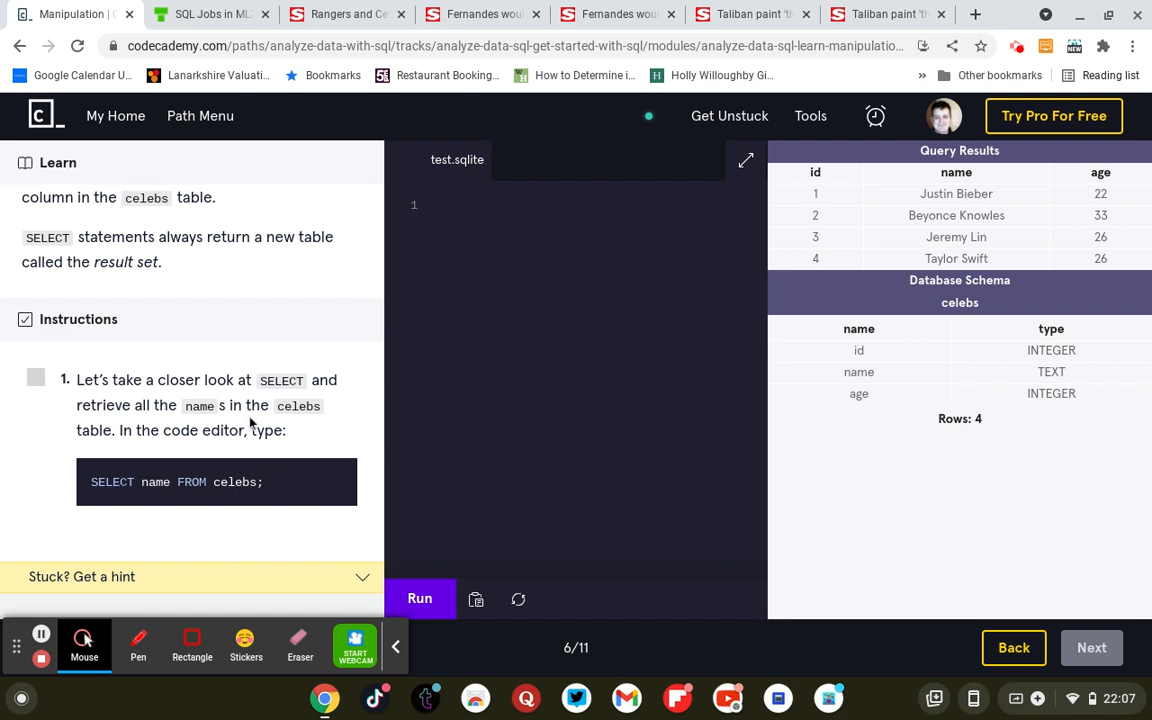 Manipulation | C
SQL Jobs in ML
Rangers and Ce
Fernandes wou
Fernandes wou
Taliban paint 'th
Taliban paint 'th
codecademy.com/paths/analyze-data-with-sql/tracks/analyze-data-sql-get-started-with-sql/modules/analyze-data-sql-learn-manipulatio...
Google Calendar U...
Lanarkshire Valuati...
Bookmarks
Restaurant Booking...
How to Determine i...
Holly Willoughby Gi...
»
Other bookmarks
Reading list
My Home
Path Menu
Get Unstuck
Tools
Try Pro For Free
Learn
column in the celebs table.
SELECT statements always return a new table
called the result set.
Instructions
1. Let's take a closer look at SELECT and
retrieve all the name s in the celebs
table. In the code editor, type:
SELECT name FROM celebs;
Stuck? Get a hint
test.sqlite
1
Run
Query Results
id name age
1 Justin Bieber 22
2 Beyonce Knowles 33
3 Jeremy Lin 26
4 Taylor Swift 26
Database Schema
celebs
name type
id INTEGER
name TEXT
age INTEGER
Rows: 4
Mouse
Pen
Rectangle
Stickers
Eraser
START
WEBCAM
6/11
Back
Next
22:07